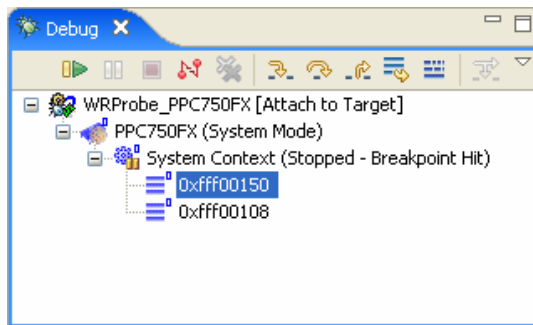 Debug
WRProbe_PPC750FX [Attach to Target]
PPC750FX (System Mode)
System Context (Stopped - Breakpoint Hit)
0xfff00150
0xfff00108